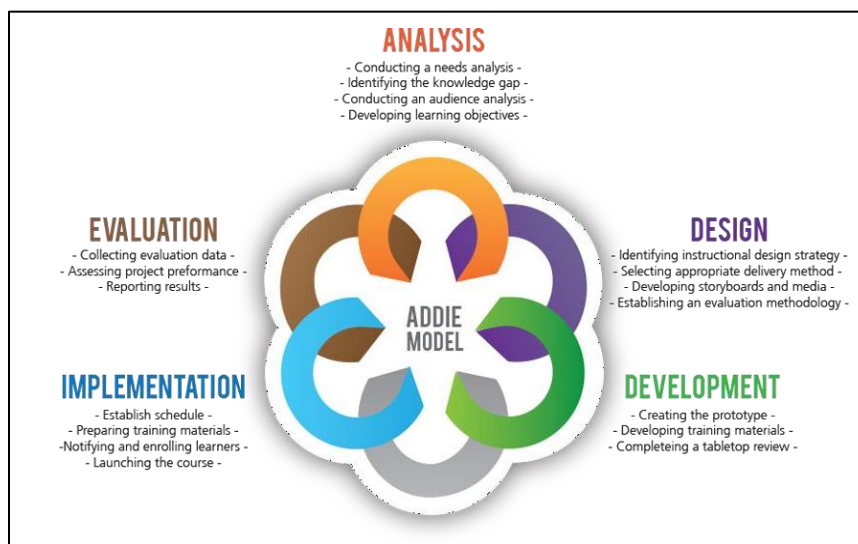 ANALYSIS
- Conducting a needs analysis -
- Identifying the knowledge gap -
- Conducting an audience analysis -
- Developing learning objectives -
EVALUATION
- Collecting evaluation data -
- Assessing project preformance -
- Reporting results -
DESIGN
- Identifying instructional design strategy -
- Selecting appropriate delivery method -
- Developing storyboards and media -
- Establishing an evaluation methodology -
ADDIE
MODEL
IMPLEMENTATION
- Establish schedule -
- Preparing training materials -
-Notifying and enrolling learners -
- Launching the course -
DEVELOPMENT
- Creating the prototype -
- Developing training materials -
- Completeing a tabletop review -